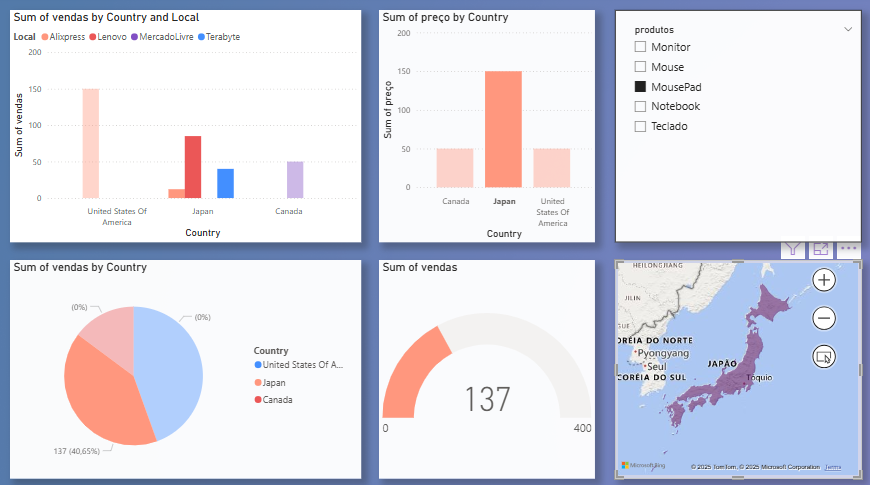 Sum of vendas by Country and Local
Local Alixpress Lenovo MercadoLivre Terabyte
200
150
100
50
0
Sum of vendas
United States Of
America
Japan
Canada
Country
Sum of preço by Country
200
150
100
50
0
Sum of preço
Canada
Japan
United
States Of
America
Country
produtos
Monitor
Mouse
MousePad
Notebook
Teclado
Sum of vendas by Country
(0%)
(0%)
137 (40,65%)
Country
United States Of A...
Japan
Canada
Sum of vendas
137
0
400
HEILONGJIANG
JILIN
CORÉIA DO NORTE
Pyongyang
Seul
CORÉIA DO SUL
JAPÃO
Tóquio
Microsoft Bing
© 2025 TomTom, © 2025 Microsoft Corporation Terms